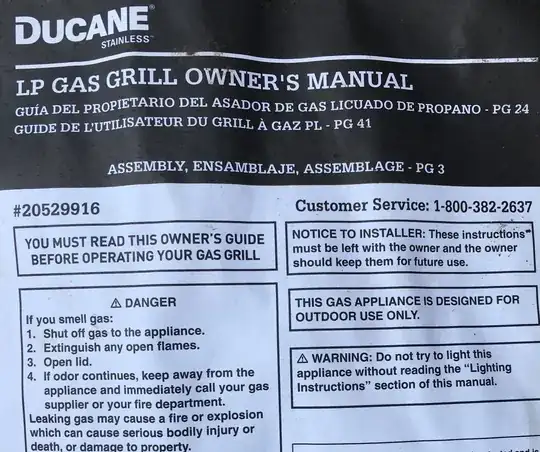 DUCANE
STAINLESS™
LP GAS GRILL OWNER'S MANUAL
GUÍA DEL PROPIETARIO DEL ASADOR DE GAS LICUADO DE PROPANO - PG 24
GUIDE DE L'UTILISATEUR DU GRILL À GAZ PL - PG 41
ASSEMBLY, ENSAMBLAJE, ASSEMBLAGE - PG 3
#20529916
Customer Service: 1-800-382-2637
YOU MUST READ THIS OWNER'S GUIDE
BEFORE OPERATING YOUR GAS GRILL
⚠ DANGER
If you smell gas:
1. Shut off gas to the appliance.
2. Extinguish any open flames.
3. Open lid.
4. If odor continues, keep away from the
appliance and immediately call your gas
supplier or your fire department.
Leaking gas may cause a fire or explosion
which can cause serious bodily injury or
death, or damage to property.
NOTICE TO INSTALLER: These instructions
must be left with the owner and the owner
should keep them for future use.
THIS GAS APPLIANCE IS DESIGNED FOR
OUTDOOR USE ONLY.
⚠ WARNING: Do not try to light this
appliance without reading the “Lighting
Instructions” section of this manual.